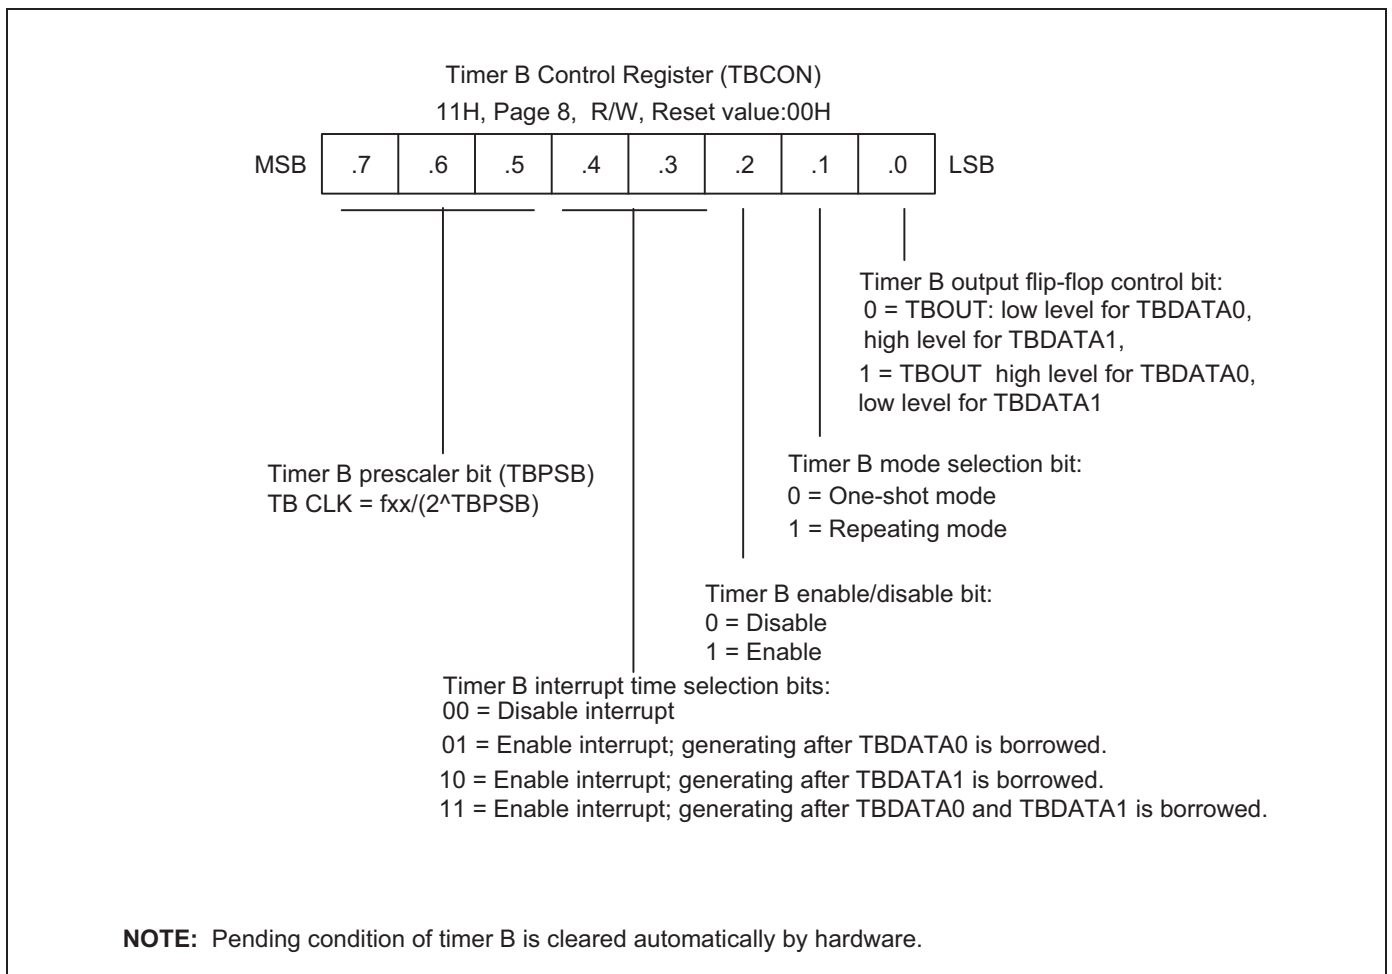 Timer B Control Register (TBCON)
11H, Page 8, R/W, Reset value:00H
MSB .7 .6 .5 .4 .3 .2 .1 .0 LSB
Timer B output flip-flop control bit:
0 = TBOUT: low level for TBDATA0,
high level for TBDATA1,
1 = TBOUT high level for TBDATA0,
low level for TBDATA1
Timer B mode selection bit:
0 = One-shot mode
1 = Repeating mode
Timer B prescaler bit (TBPSB)
TB CLK = fxx/(2^TBPSB)
Timer B enable/disable bit:
0 = Disable
1 = Enable
Timer B interrupt time selection bits:
00 = Disable interrupt
01 = Enable interrupt; generating after TBDATA0 is borrowed.
10 = Enable interrupt; generating after TBDATA1 is borrowed.
11 = Enable interrupt; generating after TBDATA0 and TBDATA1 is borrowed.
NOTE: Pending condition of timer B is cleared automatically by hardware.